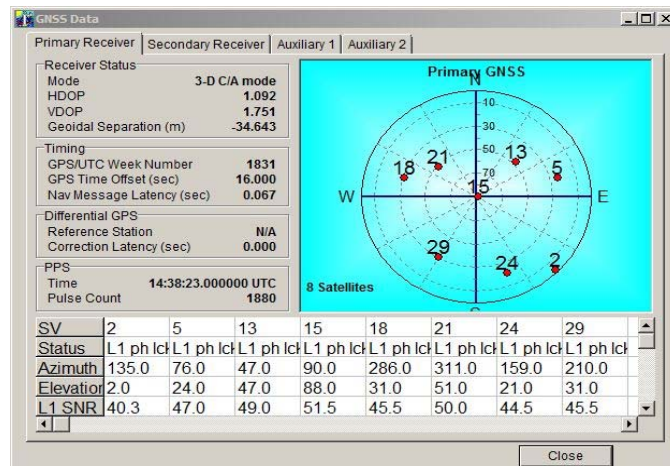 GNSS Data
Primary Receiver Secondary Receiver Auxiliary 1 Auxiliary 2
Receiver Status
Mode 3-D C/A mode
HDOP 1.092
VDOP 1.751
Geoidal Separation (m) -34.643
Timing
GPS/UTC Week Number 1831
GPS Time Offset (sec) 16.000
Nav Message Latency (sec) 0.067
Differential GPS
Reference Station N/A
Correction Latency (sec) 0.000
PPS
Time 14:38:23.000000 UTC
Pulse Count 1880
Primary GNSS
N
10
30
50
70
13
21
18
5
15
W
E
29
24
2
S
8 Satellites
SV 2 5 13 15 18 21 24 29
Status L1 ph lck L1 ph lck L1 ph lck L1 ph lck L1 ph lck L1 ph lck L1 ph lck L1 ph lck
Azimuth 135.0 76.0 47.0 90.0 286.0 311.0 159.0 210.0
Elevation 2.0 24.0 47.0 88.0 31.0 51.0 21.0 31.0
L1 SNR 40.3 47.0 49.0 51.5 45.5 50.0 44.5 45.5
Close